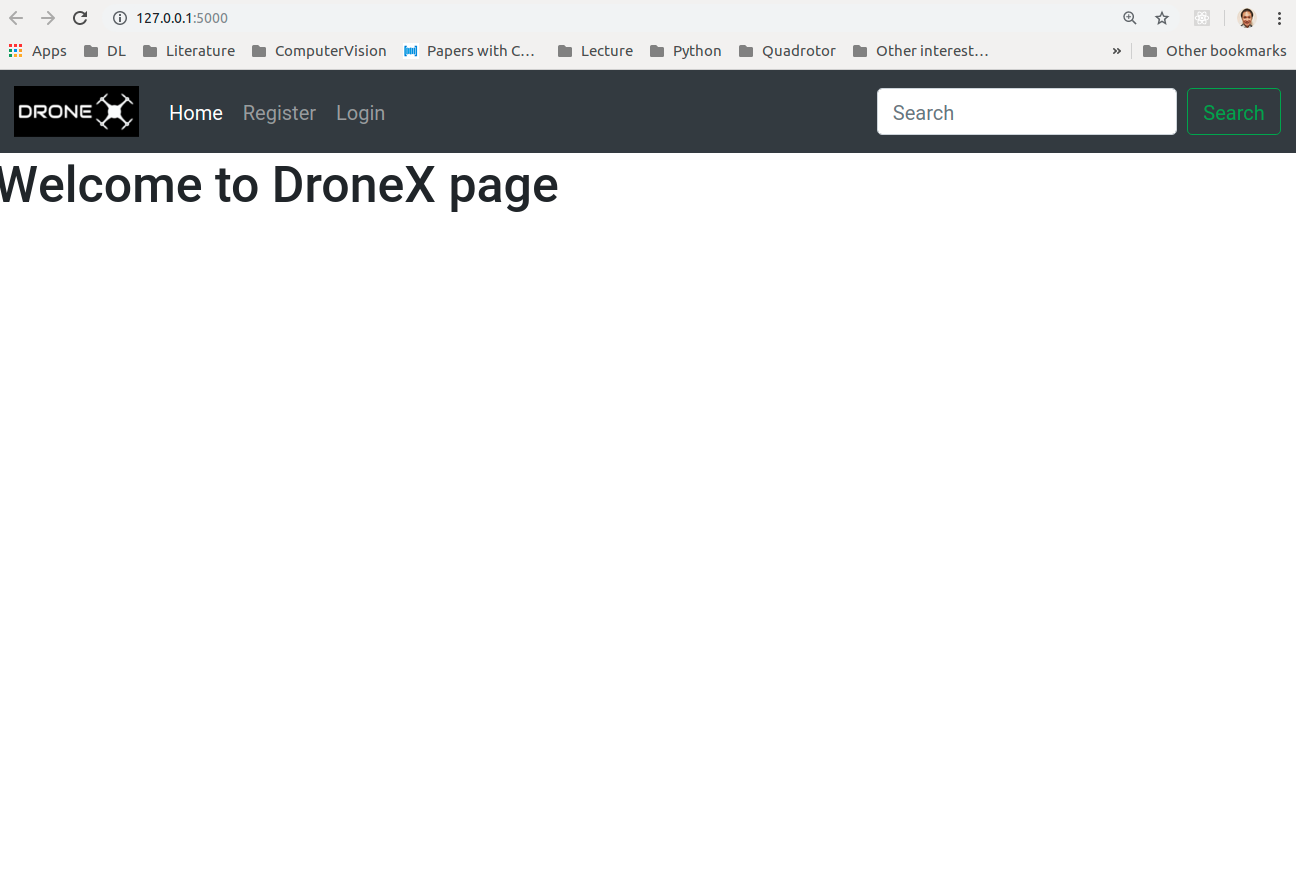 127.0.0.1:5000
Apps DL Literature ComputerVision Papers with C... Lecture Python Quadrotor Other interest... » Other bookmarks
DRONE Home Register Login Search Search
Welcome to DroneX page